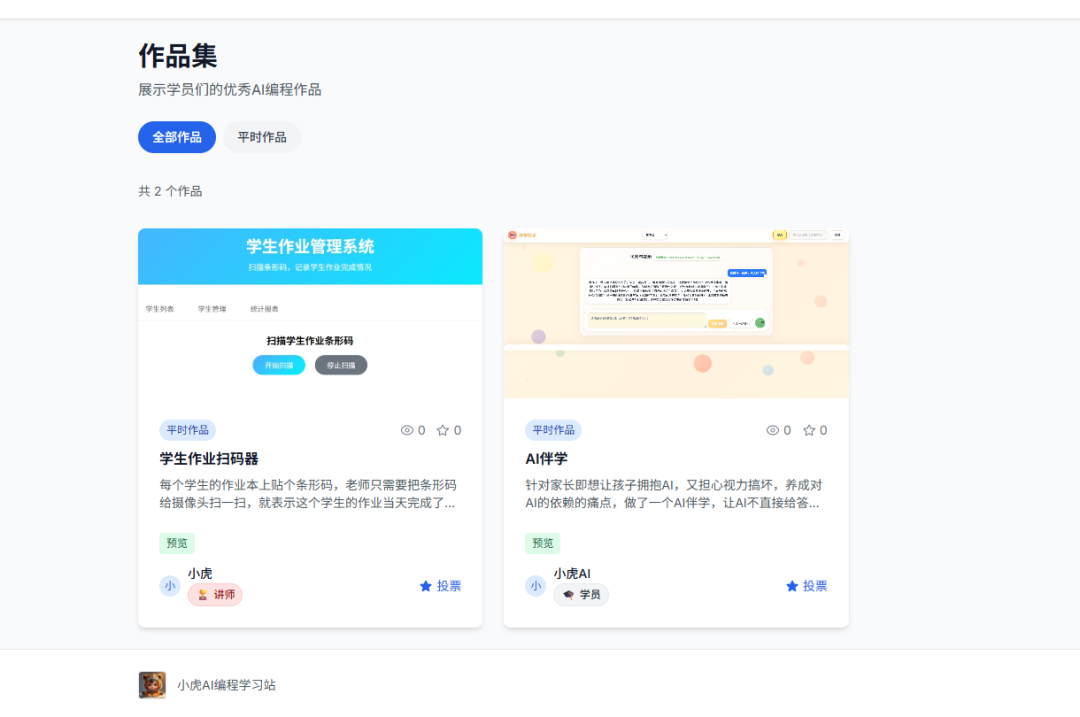 作品集
展示学员们的优秀AI编程作品
全部作品
平时作品
共 2 个作品
学生作业管理系统
扫描条形码，记录学生作业完成情况
学生列表
学生管理
统计报表
扫描学生作业条形码
开始扫描
停止扫描
平时作品
0
0
学生作业扫码器
每个学生的作业本上贴个条形码，老师只需要把条形码
给摄像头扫一扫，就表示这个学生的作业当天完成了...
预览
小
小虎
讲师
投票
平时作品
0
0
AI伴学
针对家长即想让孩子拥抱AI，又担心视力搞坏，养成对
AI的依赖的痛点，做了一个AI伴学，让AI不直接给答...
预览
小
小虎AI
学员
投票
小虎AI编程学习站